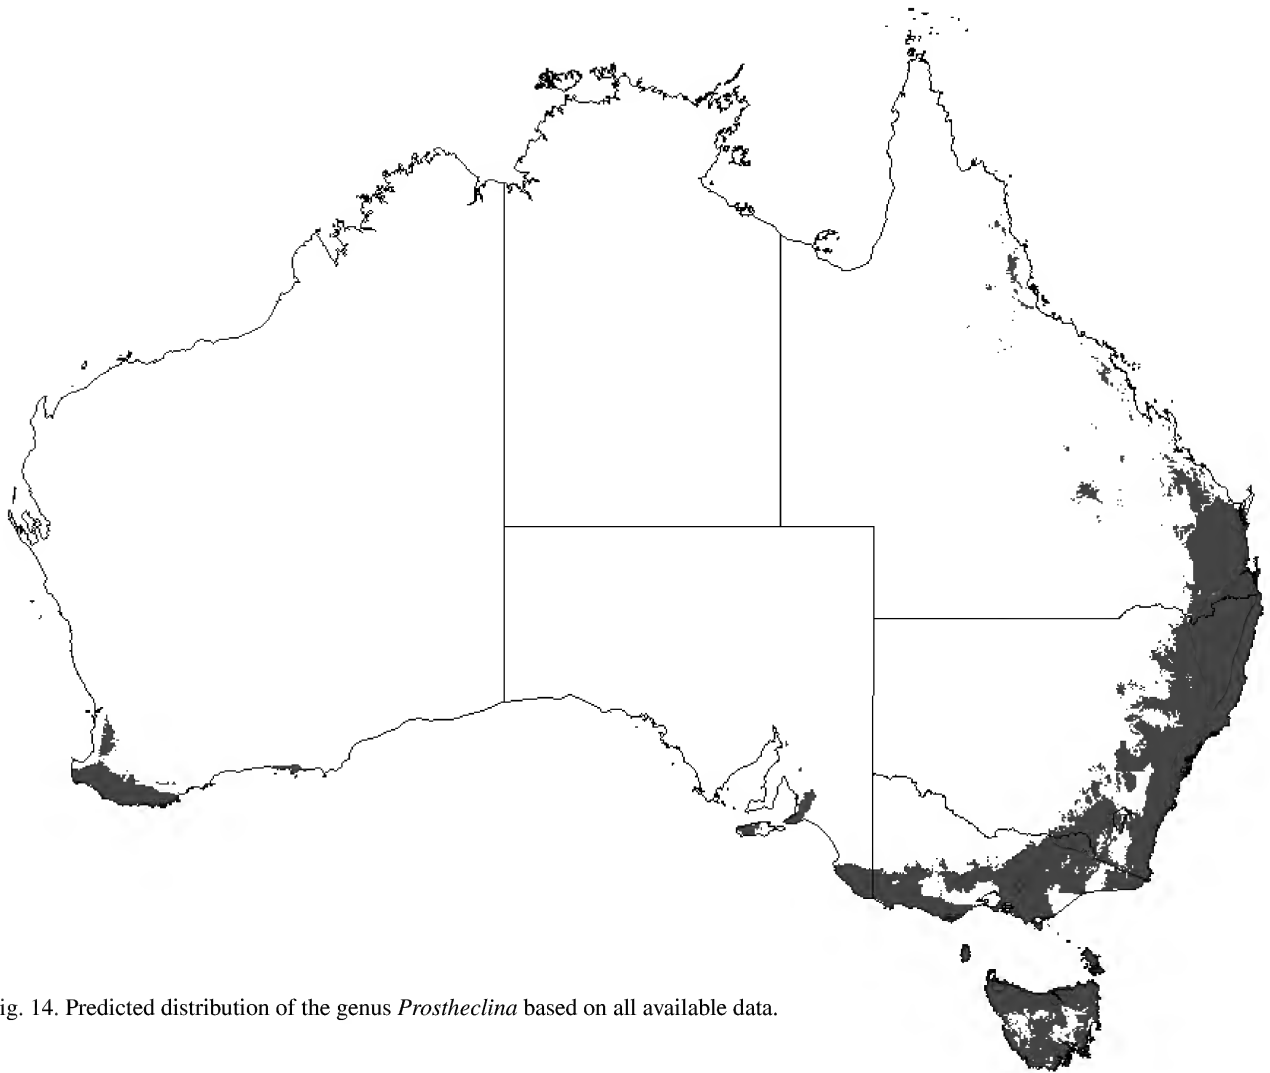 ig. 14. Predicted distribution of the genus Prostheclina based on all available data.